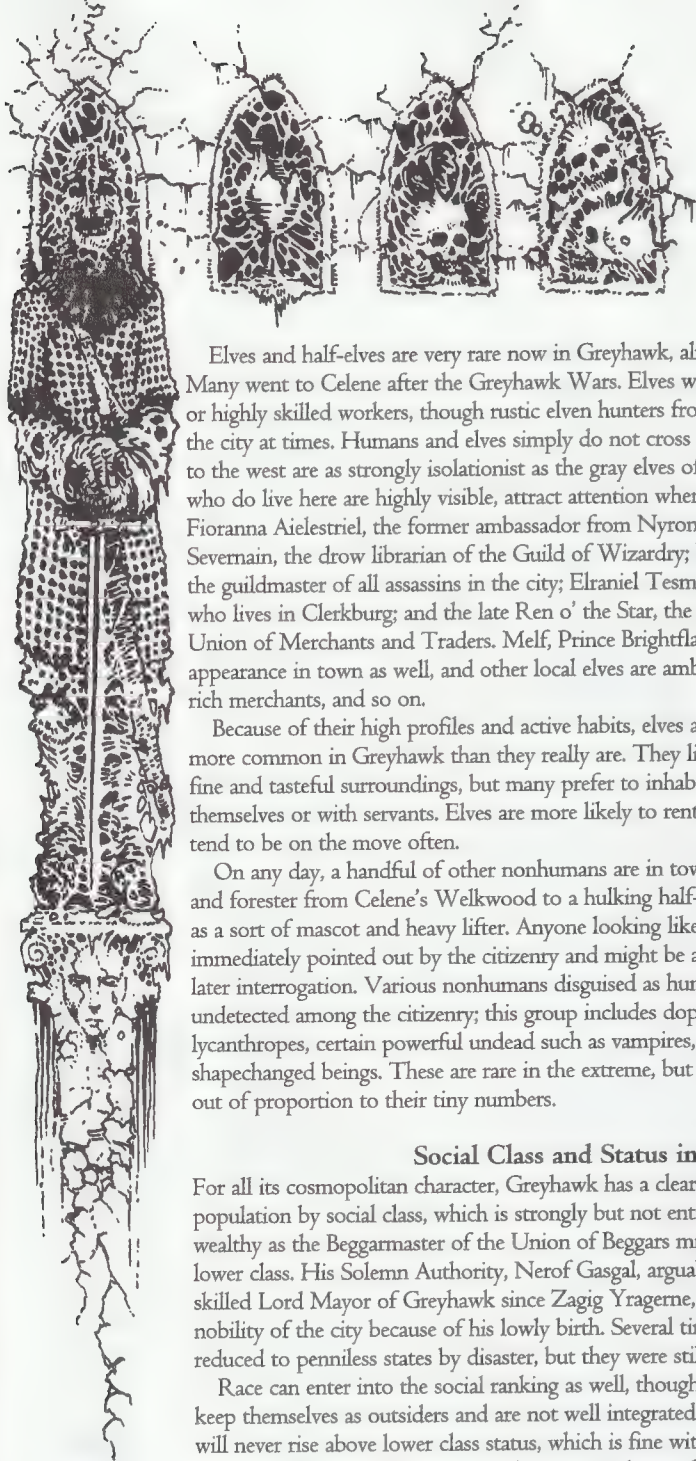 Elves and half-elves are very rare now in Greyhawk, al
Many went to Celene after the Greyhawk Wars. Elves w
or highly skilled workers, though rustic elven hunters fro
the city at times. Humans and elves simply do not cross
to the west are as strongly isolationist as the gray elves of
who do live here are highly visible, attract attention wher
Fioranna Aielestriel, the former ambassador from Nyron
Severnain, the drow librarian of the Guild of Wizardry;
the guildmaster of all assassins in the city; Elraniel Tesm
who lives in Clerkburg; and the late Ren o' the Star, the
Union of Merchants and Traders. Melf, Prince Brightfla
appearance in town as well, and other local elves are amb
rich merchants, and so on.
Because of their high profiles and active habits, elves a
more common in Greyhawk than they really are. They li
fine and tasteful surroundings, but many prefer to inhab
themselves or with servants. Elves are more likely to rent
tend to be on the move often.
On any day, a handful of other nonhumans are in tow
and forester from Celene's Welkwood to a hulking half-
as a sort of mascot and heavy lifter. Anyone looking like
immediately pointed out by the citizenry and might be a
later interrogation. Various nonhumans disguised as hum
undetected among the citizenry; this group includes dop
lycanthropes, certain powerful undead such as vampires,
shapechanged beings. These are rare in the extreme, but
out of proportion to their tiny numbers.
Social Class and Status in
For all its cosmopolitan character, Greyhawk has a clear
population by social class, which is strongly but not ent
wealthy as the Beggarmaster of the Union of Beggars mi
lower class. His Solemn Authority, Nerof Gasgal, argual
skilled Lord Mayor of Greyhawk since Zagig Yragerne,
nobility of the city because of his lowly birth. Several tin
reduced to penniless states by disaster, but they were stil
Race can enter into the social ranking as well, though
keep themselves as outsiders and are not well integrated
will never rise above lower class status, which is fine wit